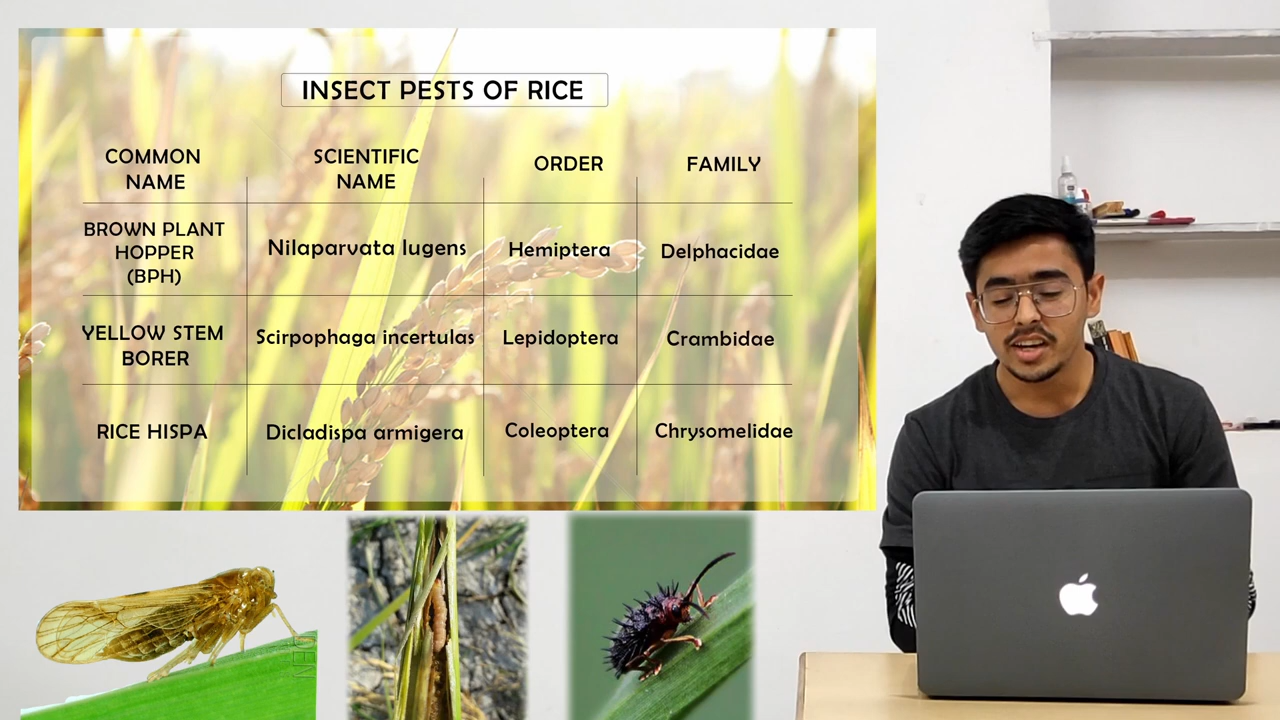 INSECT PESTS OF RICE
COMMON NAME
SCIENTIFIC NAME
ORDER
FAMILY
BROWN PLANT HOPPER (BPH)
Nilaparvata lugens
Hemiptera
Delphacidae
YELLOW STEM BORER
Scirpophaga incertulas
Lepidoptera
Crambidae
RICE HISPA
Dicladispa armigera
Coleoptera
Chrysomelidae